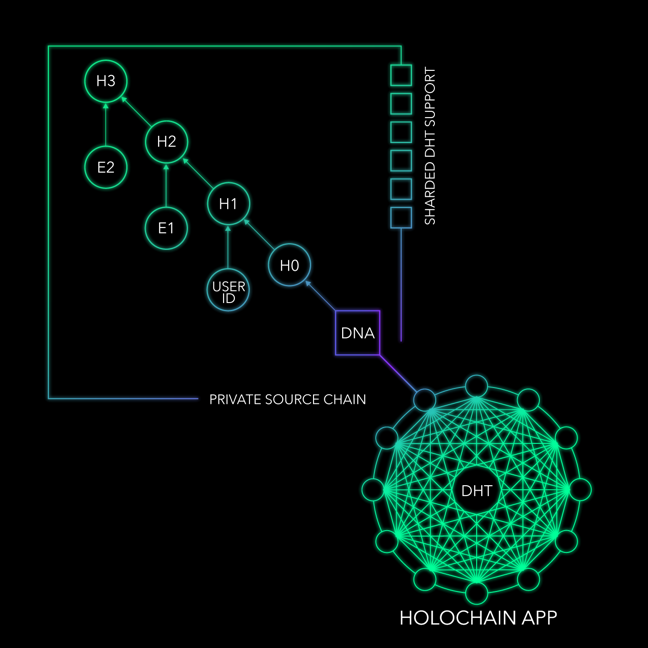 H3
SHARDED DHT SUPPORT
H2
E2
H1
E1
H0
USER
ID
DNA
PRIVATE SOURCE CHAIN
DHT
HOLOCHAIN APP